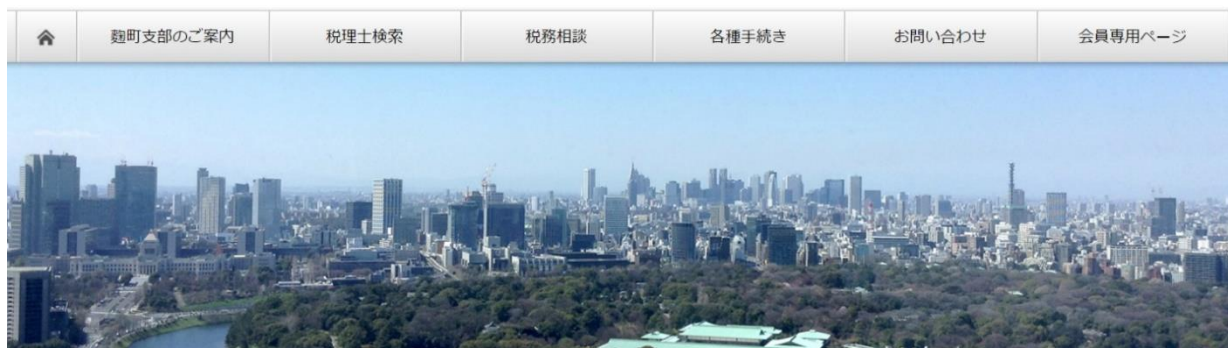 麴町支部のご案内
税理士検索
税務相談
各種手続き
お問い合わせ
会員専用ページ